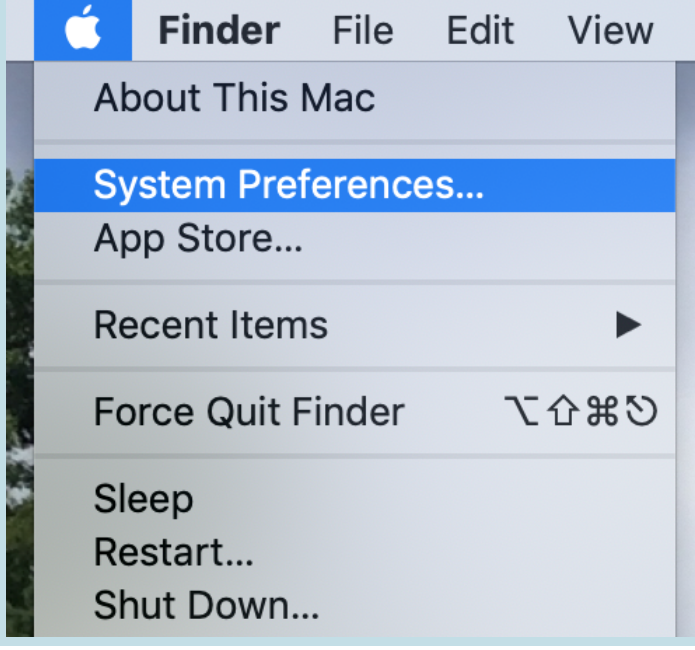 Finder File Edit View
About This Mac
System Preferences...
App Store...
Recent Items ▶
Force Quit Finder ⌥⇧⌘⎋
Sleep
Restart...
Shut Down...